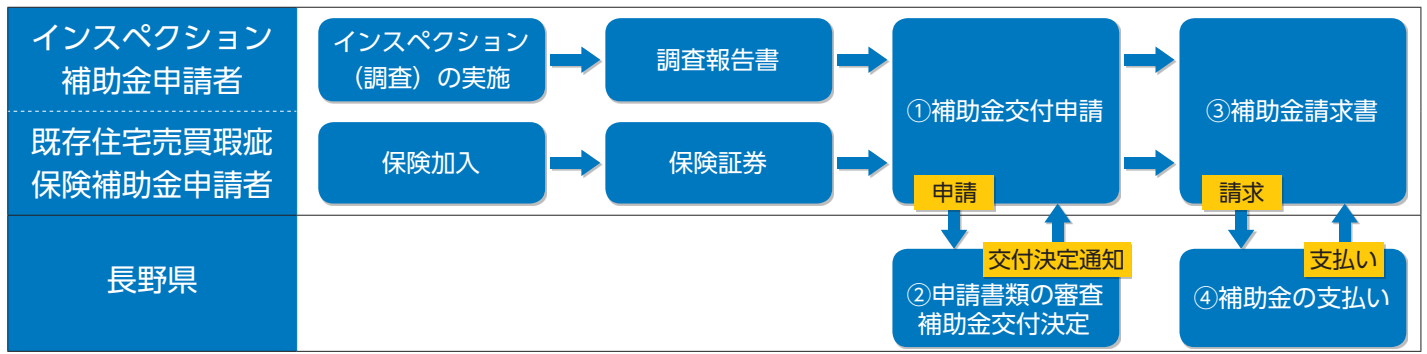 インスペクション
補助金申請者
インスペクション
（調査）の実施
調査報告書
①補助金交付申請
③補助金請求書
既存住宅売買瑕疵
保険補助金申請者
保険加入
保険証券
申請
請求
長野県
交付決定通知
支払い
②申請書類の審査
補助金交付決定
④補助金の支払い